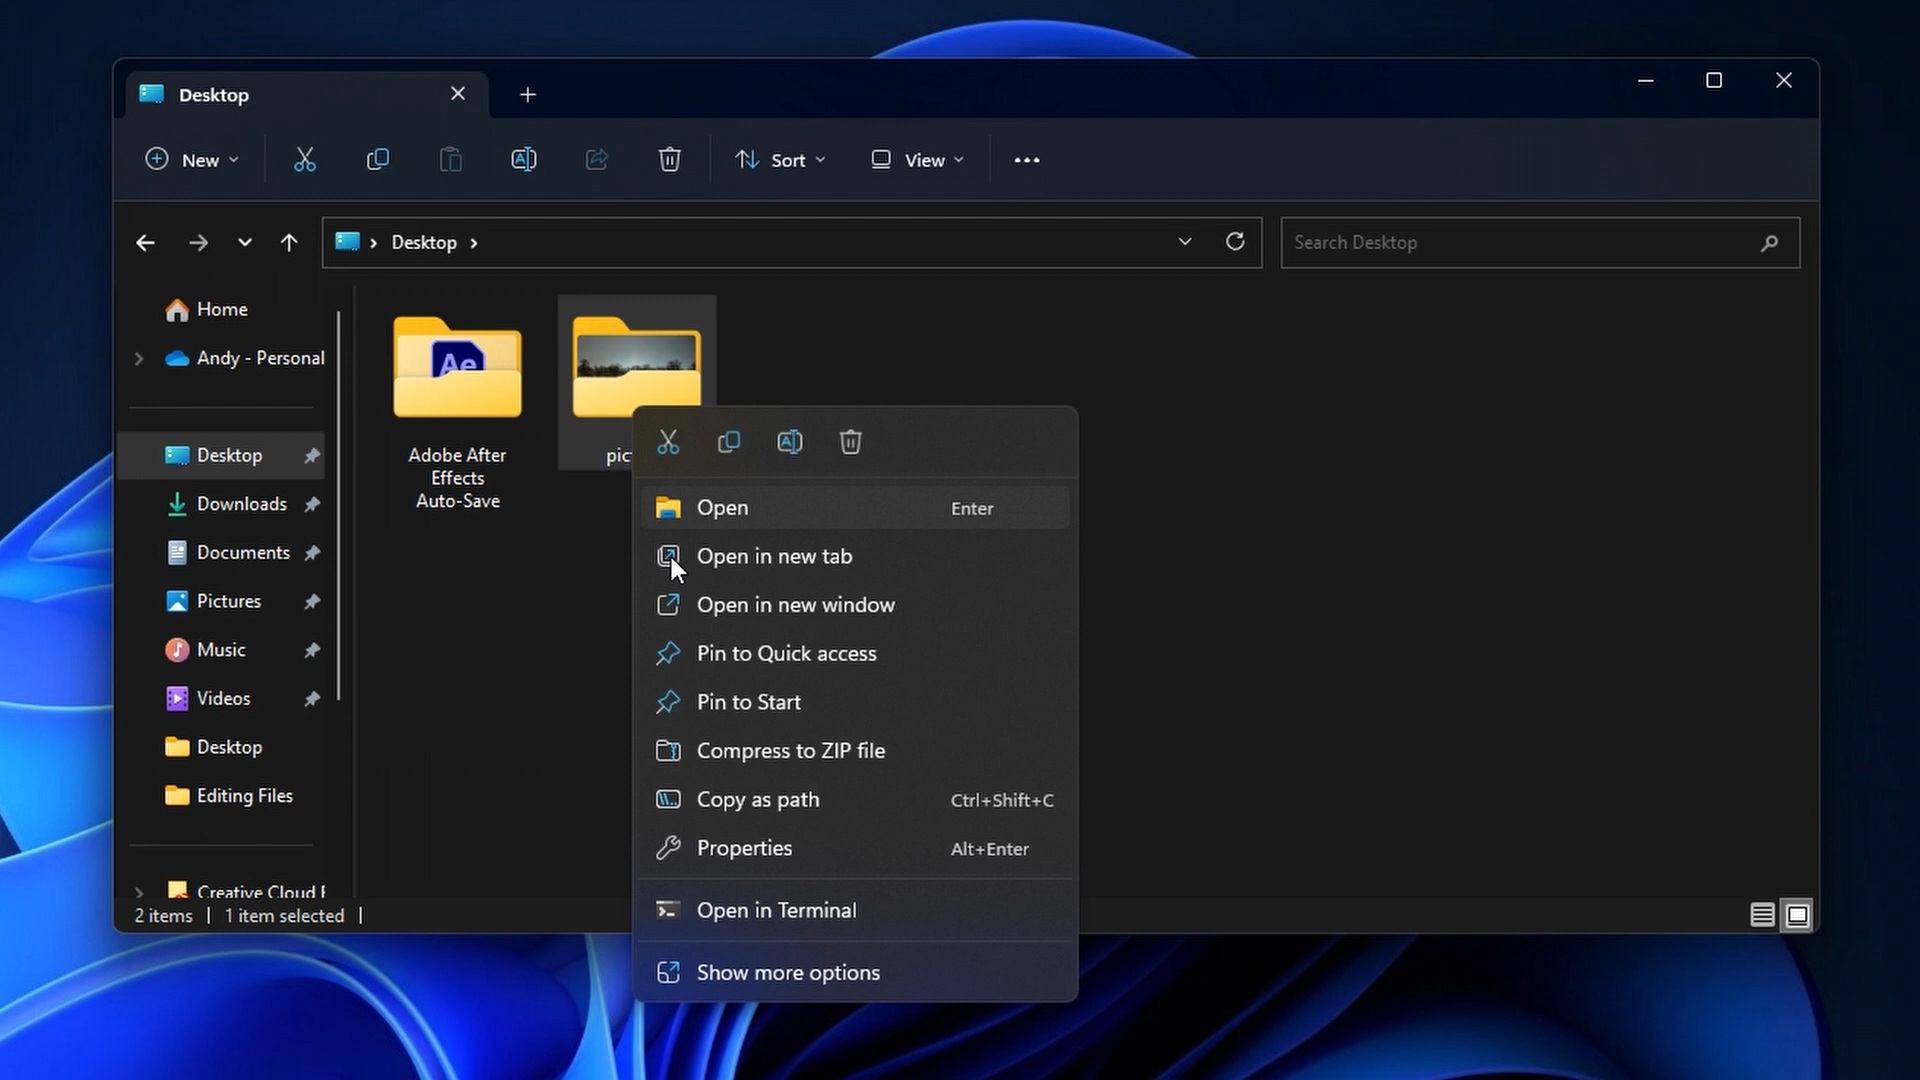 Desktop
New
Sort
View
Desktop
Search Desktop
Home
Andy - Personal
Desktop
Downloads
Documents
Pictures
Music
Videos
Desktop
Editing Files
Ae
Adobe After
Effects
Auto-Save
Open Enter
Open in new tab
Open in new window
Pin to Quick access
Pin to Start
Compress to ZIP file
Copy as path Ctrl+Shift+C
Properties Alt+Enter
Open in Terminal
Show more options
Creative Cloud
2 items
1 item selected